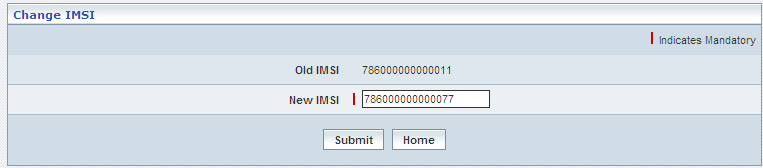 Change IMSI
Indicates Mandatory
Old IMSI 786000000000011
New IMSI 786000000000077
Submit Home